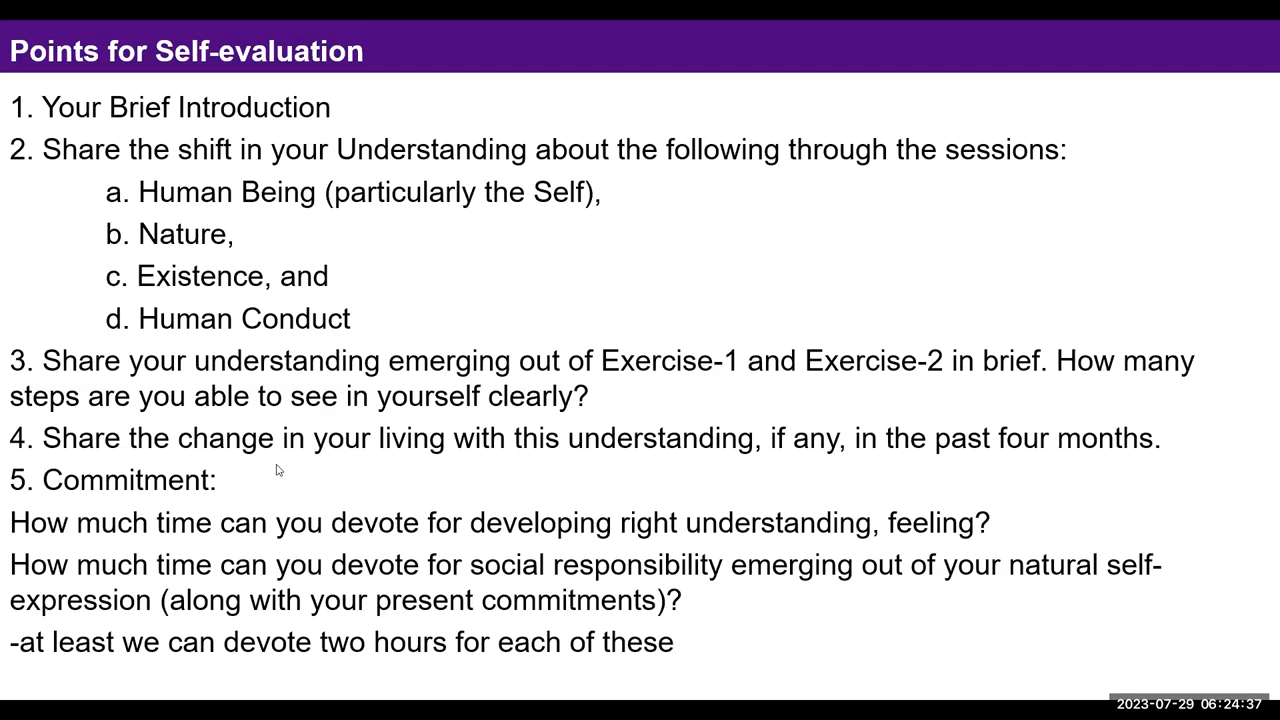 Points for Self-evaluation
1. Your Brief Introduction
2. Share the shift in your Understanding about the following through the sessions:
a. Human Being (particularly the Self),
b. Nature,
c. Existence, and
d. Human Conduct
3. Share your understanding emerging out of Exercise-1 and Exercise-2 in brief. How many
steps are you able to see in yourself clearly?
4. Share the change in your living with this understanding, if any, in the past four months.
5. Commitment:
How much time can you devote for developing right understanding, feeling?
How much time can you devote for social responsibility emerging out of your natural self-
expression (along with your present commitments)?
-at least we can devote two hours for each of these
2023-07-29 06:24:37